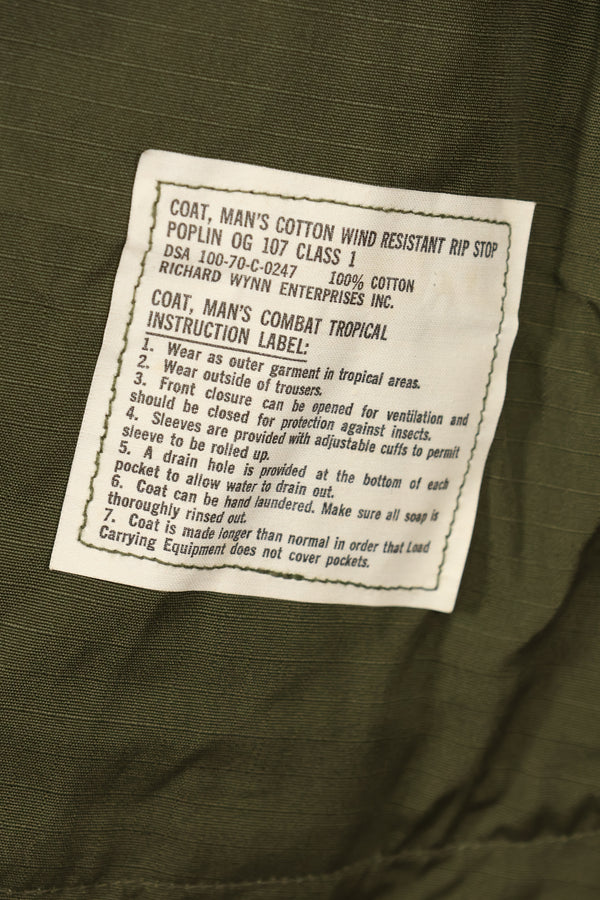 COAT, MAN'S COTTON WIND RESISTANT RIP STOP
POPLIN OG 107 CLASS 1
DSA 100-70-C-0247 100% COTTON
RICHARD WYNN ENTERPRISES INC.
COAT, MAN'S COMBAT TROPICAL
INSTRUCTION LABEL:
1. Wear as outer garment in tropical areas.
2. Wear outside of trousers.
3. Front closure can be opened for ventilation and
should be closed for protection against insects.
4. Sleeves are provided with adjustable cuffs to permit
sleeve to be rolled up.
5. A drain hole is provided at the bottom of each
pocket to allow water to drain out.
6. Coat can be hand laundered. Make sure all soap is
thoroughly rinsed out.
7. Coat is made longer than normal in order that Load
Carrying Equipment does not cover pockets.